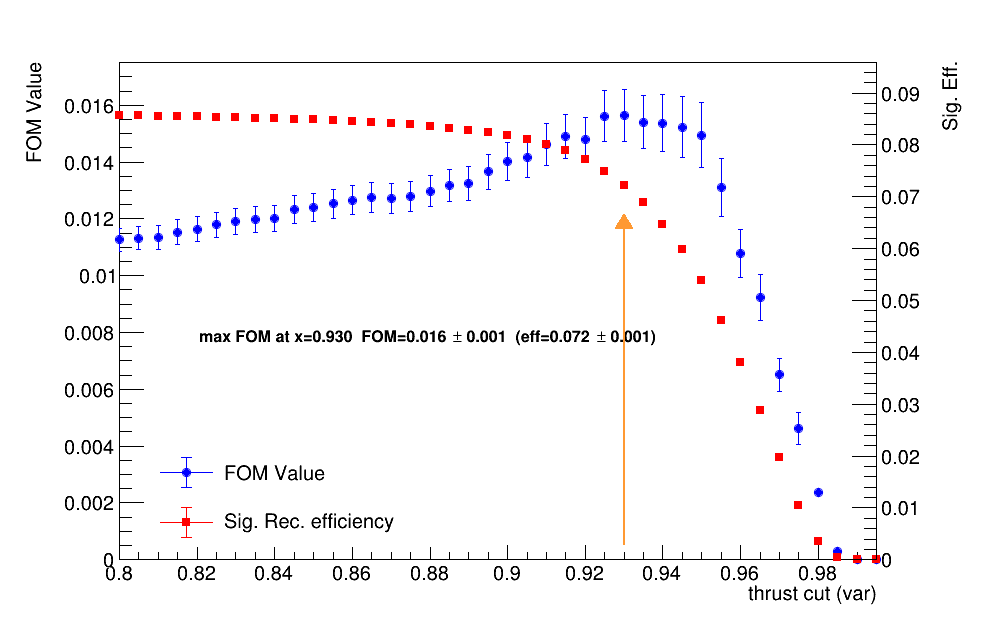 FOM Value
Sig. Eff.
0.016
0.014
0.012
0.01
0.008
0.006
0.004
0.002
0
0.09
0.08
0.07
0.06
0.05
0.04
0.03
0.02
0.01
0
max FOM at x=0.930 FOM=0.016 ± 0.001 (eff=0.072 ± 0.001)
FOM Value
Sig. Rec. efficiency
0.8 0.82 0.84 0.86 0.88 0.9 0.92 0.94 0.96 0.98
thrust cut (var)